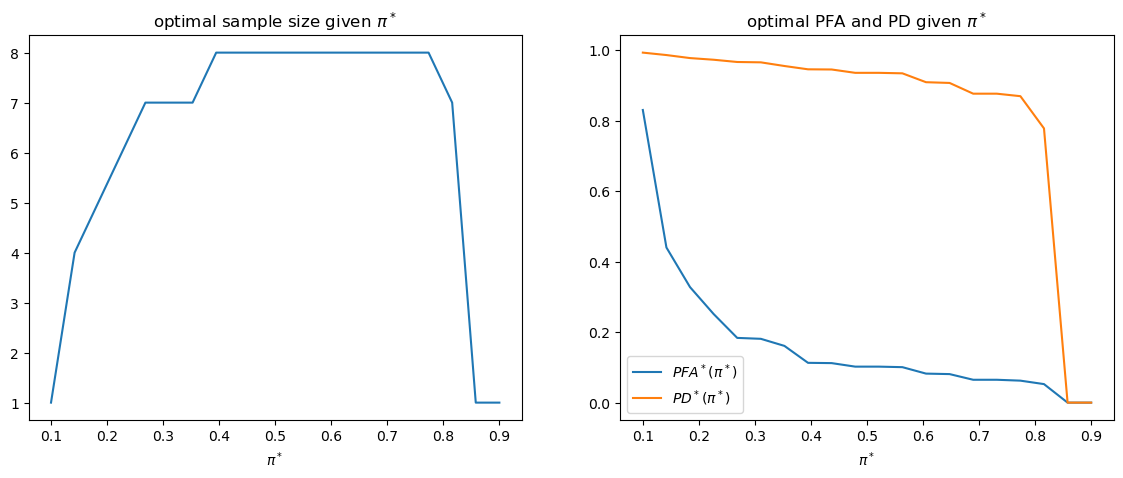 optimal sample size given π*
8
7
6
5
4
3
2
1
0.1 0.2 0.3 0.4 0.5 0.6 0.7 0.8 0.9
π*
optimal PFA and PD given π*
1.0
0.8
0.6
0.4
0.2
0.0
PFA*(π*)
PD*(π*)
0.1 0.2 0.3 0.4 0.5 0.6 0.7 0.8 0.9
π*